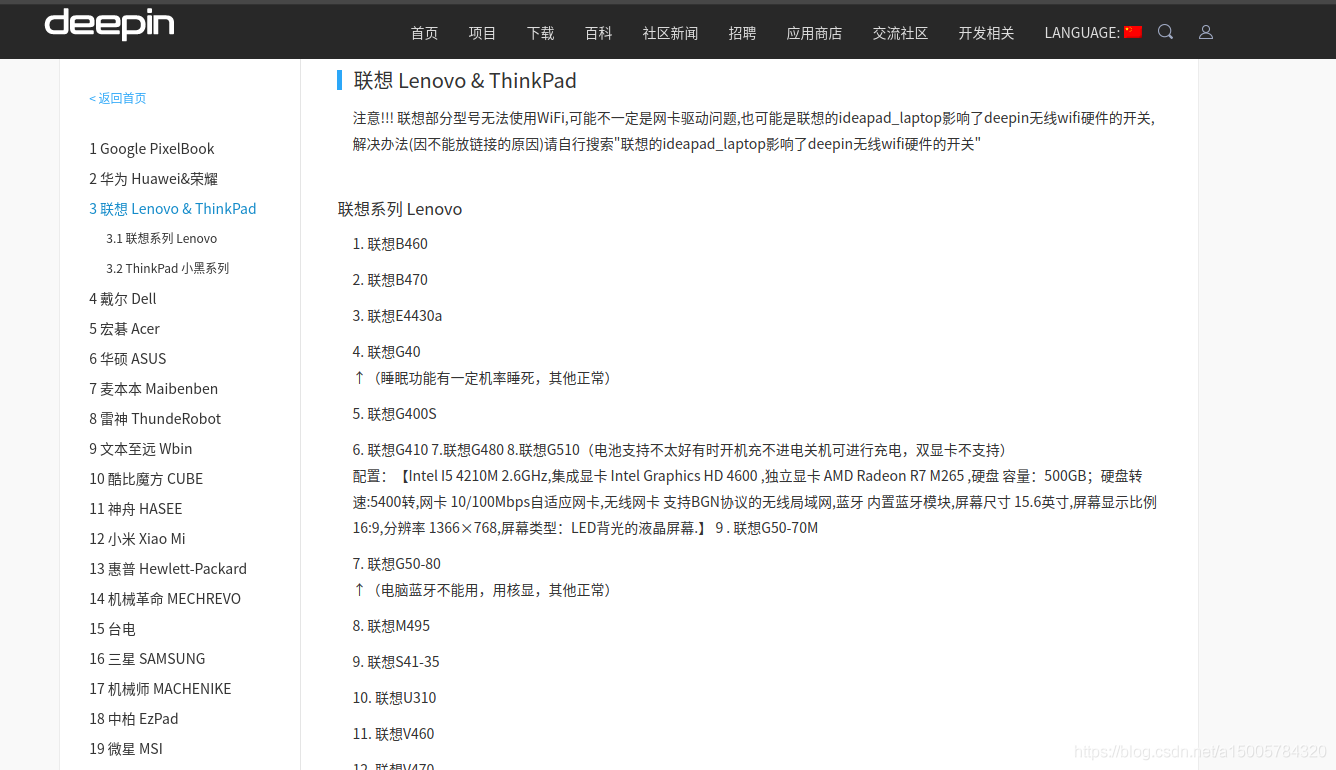 deepin
首页 项目 下载 百科 社区新闻 招聘 应用商店 交流社区 开发相关 LANGUAGE:
< 返回首页
1 Google PixelBook
2 华为 Huawei&荣耀
3 联想 Lenovo & ThinkPad
3.1 联想系列 Lenovo
3.2 ThinkPad 小黑系列
4 戴尔 Dell
5 宏碁 Acer
6 华硕 ASUS
7 麦本本 Maibenben
8 雷神 ThundeRobot
9 文本至远 Wbin
10 酷比魔方 CUBE
11 神舟 HASEE
12 小米 Xiao Mi
13 惠普 Hewlett-Packard
14 机械革命 MECHREVO
15 台电
16 三星 SAMSUNG
17 机械师 MACHENIKE
18 中柏 EzPad
19 微星 MSI
联想 Lenovo & ThinkPad
注意!!! 联想部分型号无法使用WiFi,可能不一定是网卡驱动问题,也可能是联想的ideapad_laptop影响了deepin无线wifi硬件的开关,
解决办法(因不能放链接的原因)请自行搜索"联想的ideapad_laptop影响了deepin无线wifi硬件的开关"
联想系列 Lenovo
1. 联想B460
2. 联想B470
3. 联想E4430a
4. 联想G40
↑（睡眠功能有一定机率睡死，其他正常）
5. 联想G400S
6. 联想G410 7.联想G480 8.联想G510（电池支持不太好有时开机充不进电关机可进行充电，双显卡不支持）
配置：【Intel I5 4210M 2.6GHz,集成显卡 Intel Graphics HD 4600 ,独立显卡 AMD Radeon R7 M265 ,硬盘 容量：500GB；硬盘转
速:5400转,网卡 10/100Mbps自适应网卡,无线网卡 支持BGN协议的无线局域网,蓝牙 内置蓝牙模块,屏幕尺寸 15.6英寸,屏幕显示比例
16:9,分辨率 1366×768,屏幕类型：LED背光的液晶屏幕.】 9 . 联想G50-70M
7. 联想G50-80
↑（电脑蓝牙不能用，用核显，其他正常）
8. 联想M495
9. 联想S41-35
10. 联想U310
11. 联想V460
12. 联想V470
https://blog.csdn.net/a15005784320